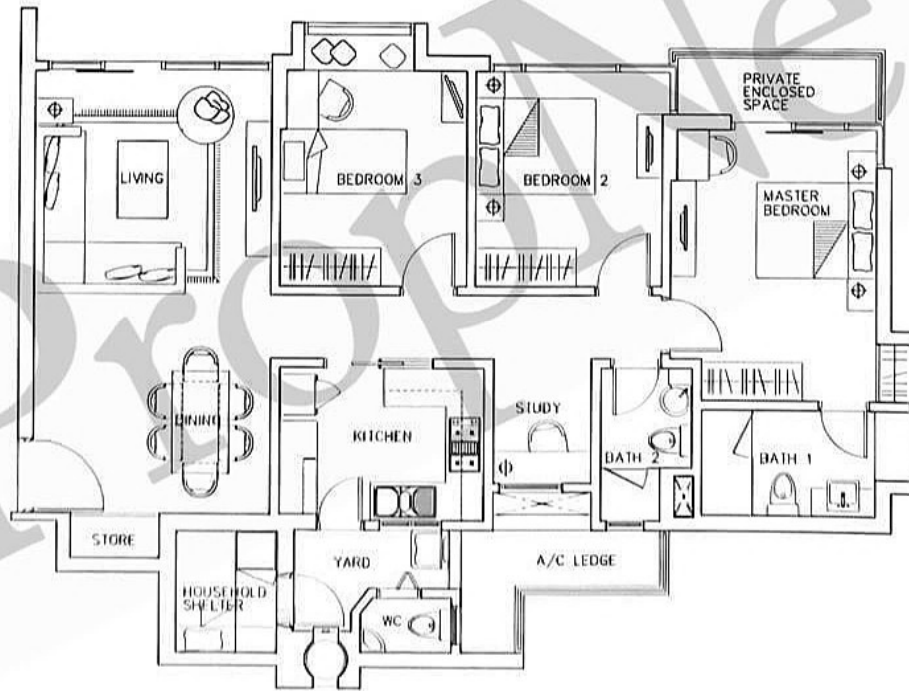 PRIVATE
ENCLOSED
SPACE
LIVING
BEDROOM 3
BEDROOM 2
MASTER
BEDROOM
DINING
KITCHEN
STUDY
BATH 2
BATH 1
STORE
YARD
A/C LEDGE
HOUSEHOLD
SHELTER
WC
PropNe